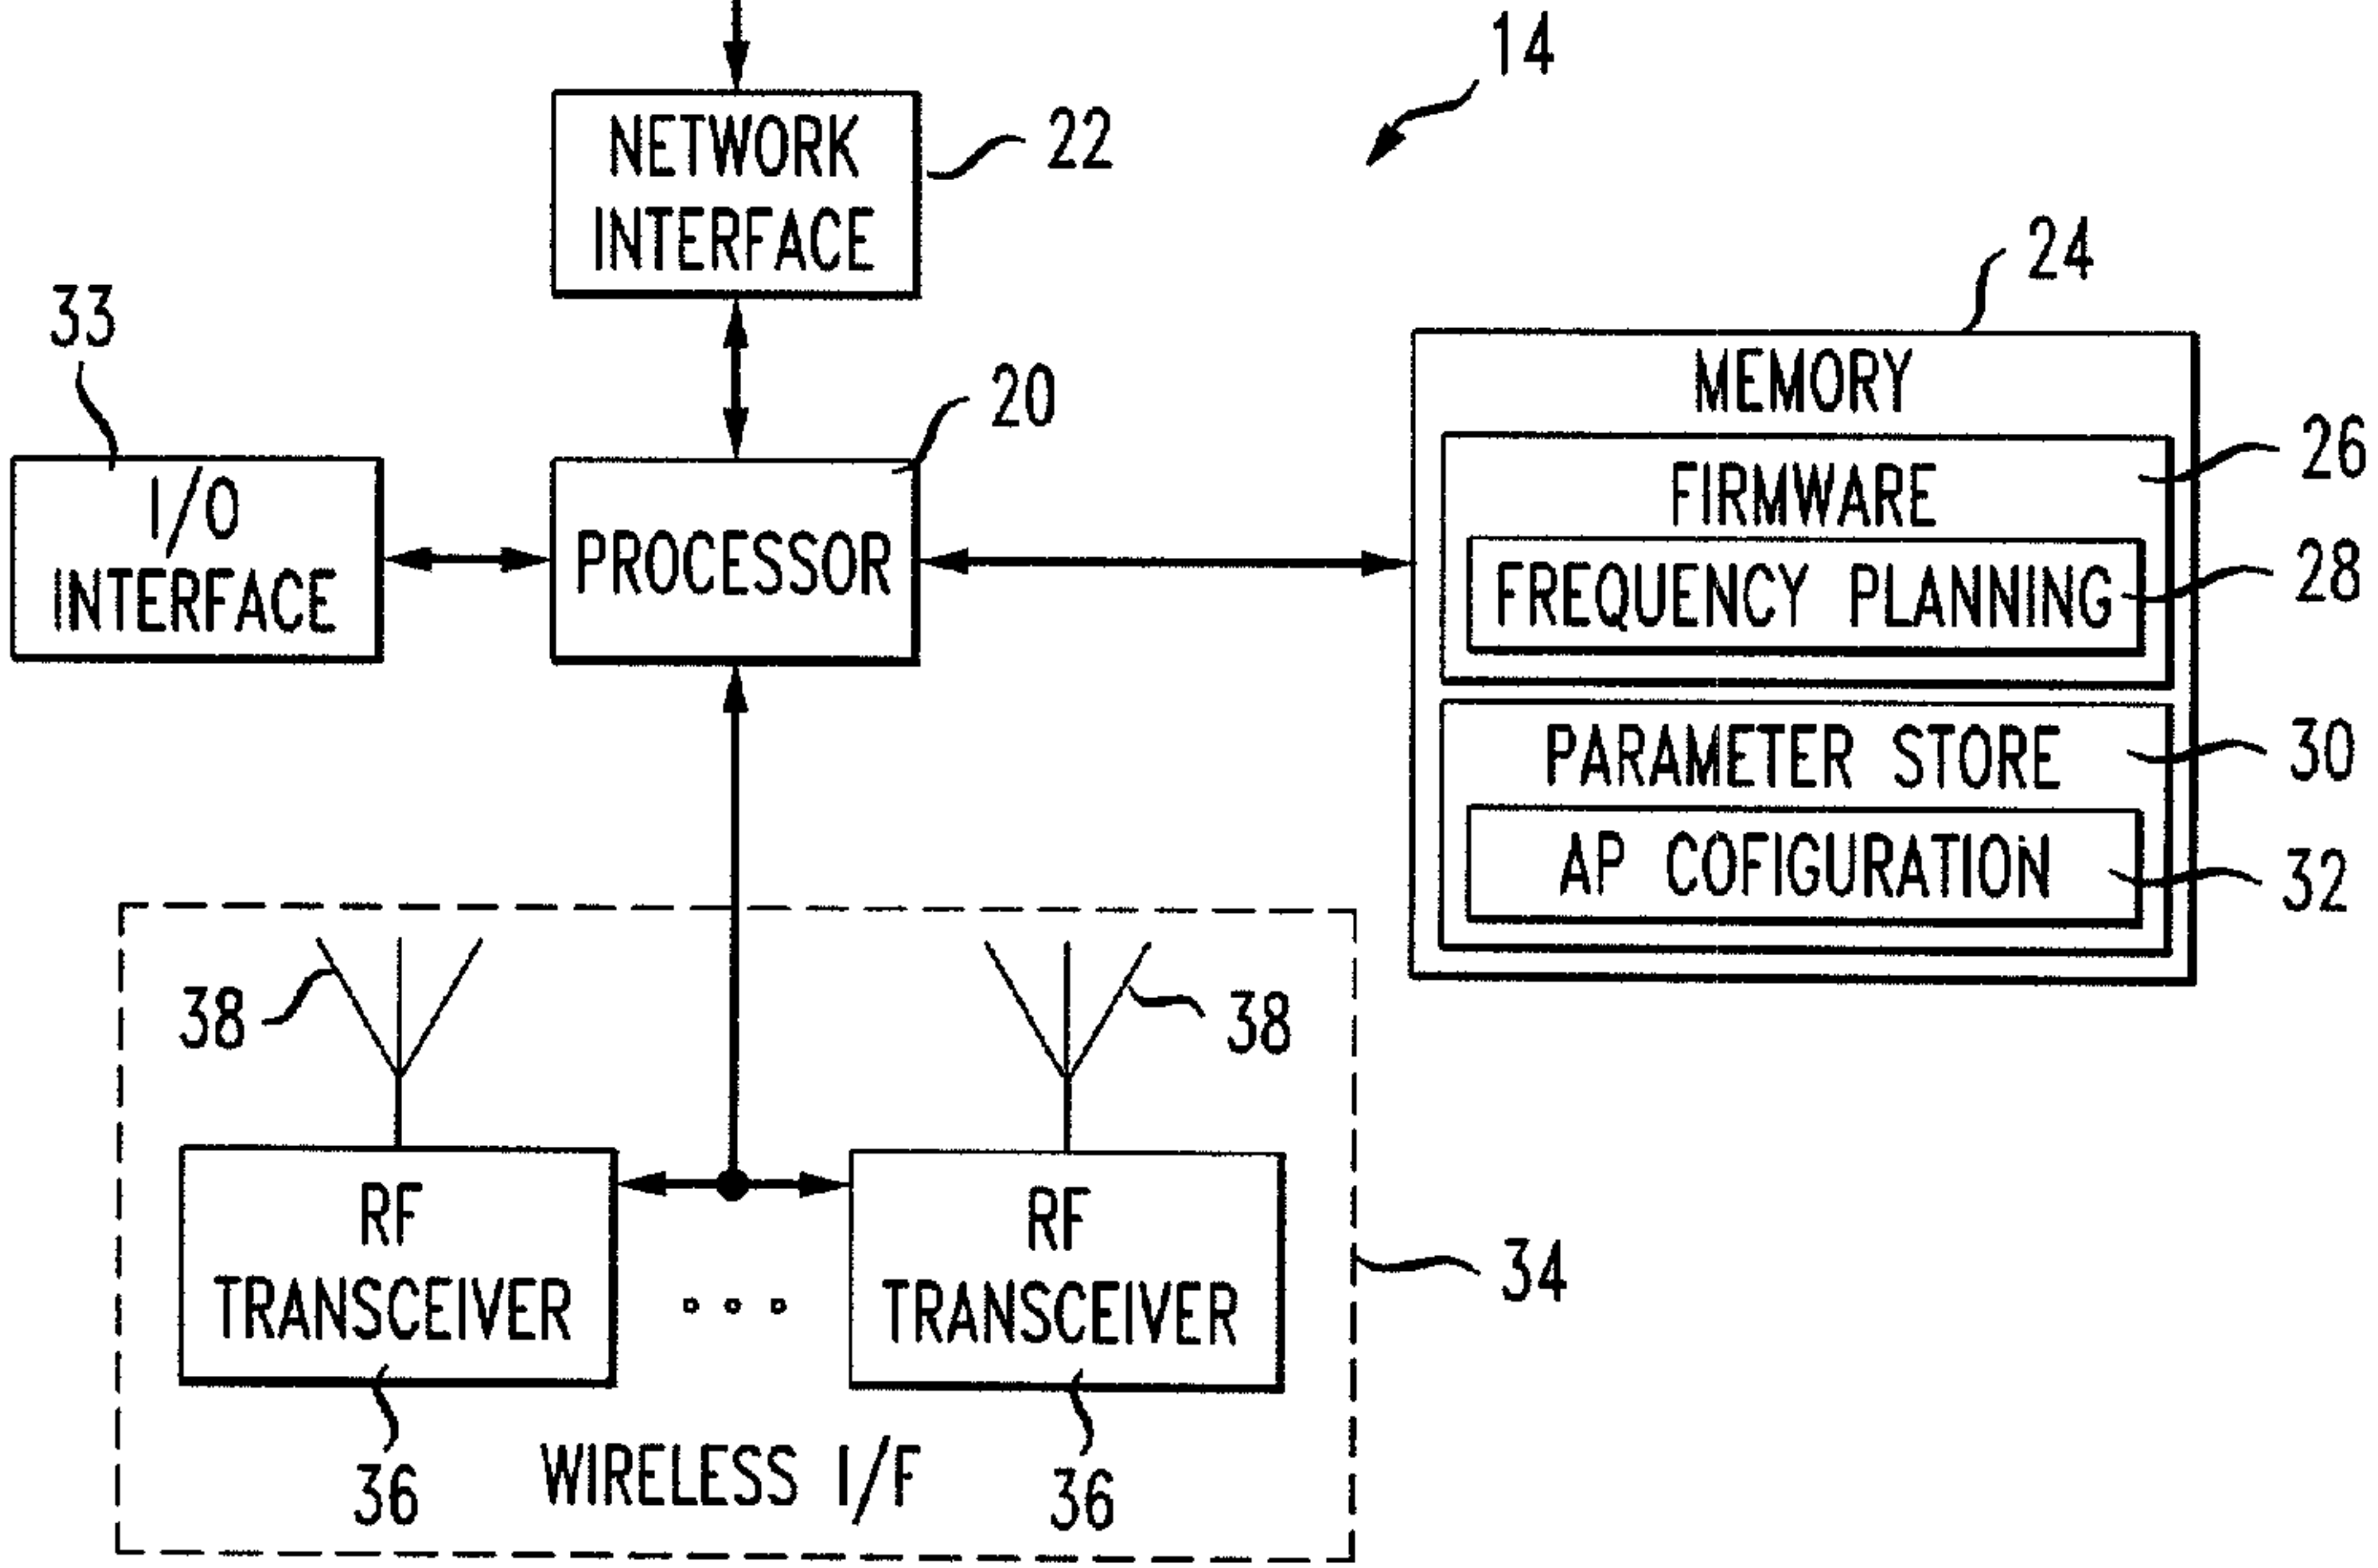 14
NETWORK
INTERFACE
22
24
33
20
MEMORY
I/O
INTERFACE
PROCESSOR
FIRMWARE
26
FREQUENCY PLANNING
28
PARAMETER STORE
30
AP COFIGURATION
32
38
38
RF
TRANSCEIVER
RF
TRANSCEIVER
34
36
36
WIRELESS I/F